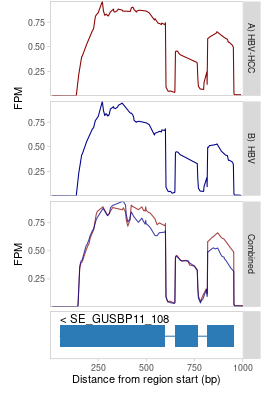 FPM
0.75
0.50
0.25
A) HBV-HCC
0.75
0.50
0.25
B) HBV
FPM
0.75
0.50
0.25
Combined
< SE_GUSBP11_108
250
500
750
1000
Distance from region start (bp)